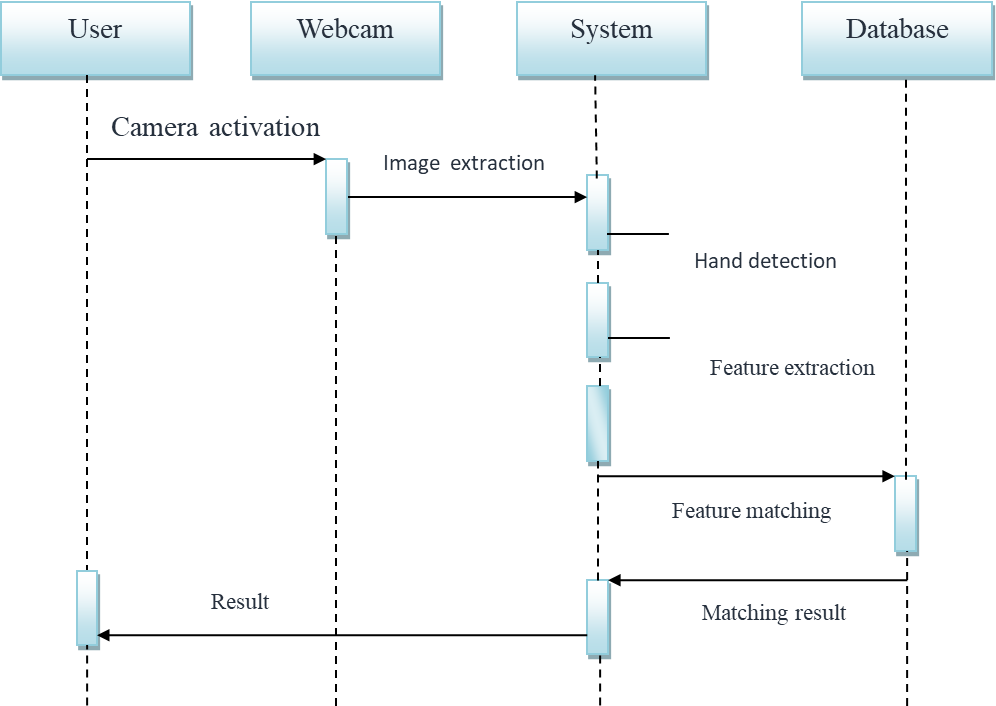 User
Webcam
System
Database
Camera activation
Image extraction
Hand detection
Feature extraction
Feature matching
Result
Matching result